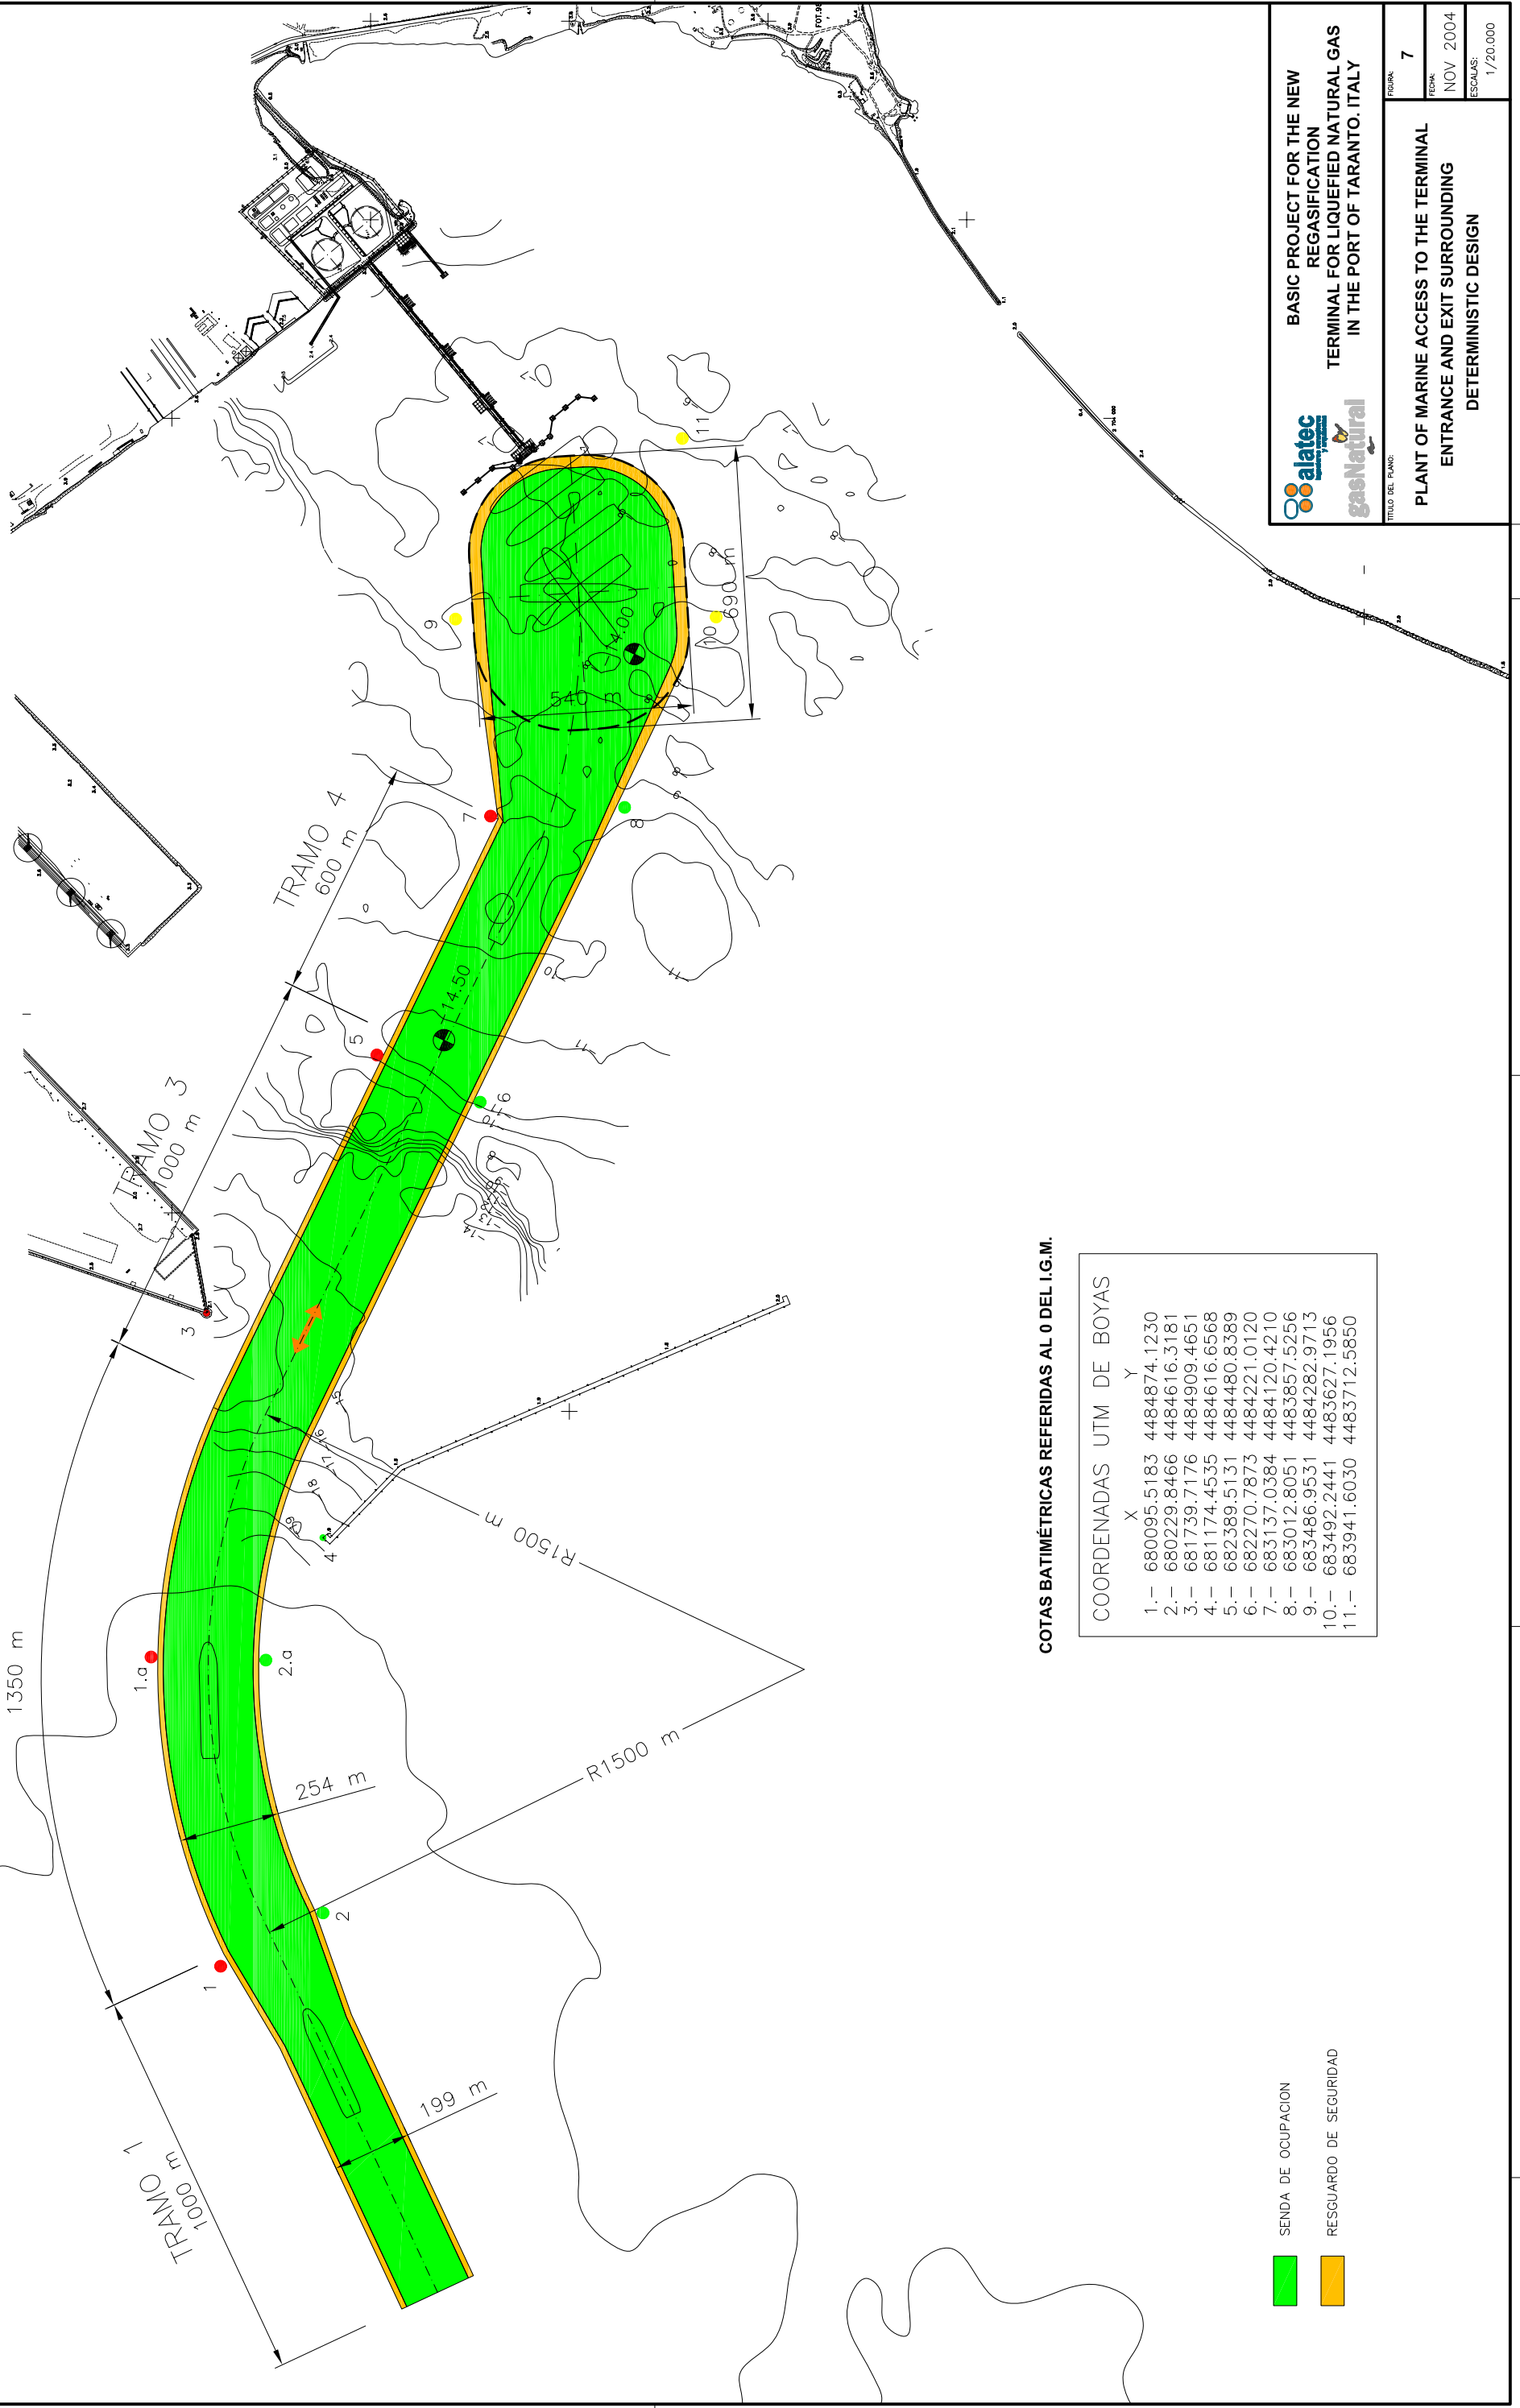 BASIC PROJECT FOR THE NEW
REGASIFICATION
TERMINAL FOR LIQUEFIED NATURAL GAS
IN THE PORT OF TARANTO. ITALY
alatec
gasNatural
TITULO DEL PLANO:
PLANT OF MARINE ACCESS TO THE TERMINAL
ENTRANCE AND EXIT SURROUNDING
DETERMINISTIC DESIGN
FIGURA:
7
FECHA:
NOV 2004
ESCALAS:
1/20.000
TRAMO 1
1000 m
1350 m
TRAMO 3
1000 m
TRAMO 4
600 m
199 m
254 m
R1500 m
R1500 m
540 m
690 m
-14.50
-14.00
1
2
1.a
2.a
3
4
5
6
7
8
9
10
11
COTAS BATIMÉTRICAS REFERIDAS AL 0 DEL I.G.M.
COORDENADAS UTM DE BOYAS
X Y
1.- 680095.5183 4484874.1230
2.- 680229.8466 4484616.3181
3.- 681739.7176 4484909.4651
4.- 681174.4535 4484616.6568
5.- 682389.5131 4484480.8389
6.- 682270.7873 4484221.0120
7.- 683137.0384 4484120.4210
8.- 683012.8051 4483857.5256
9.- 683486.9531 4484282.9713
10.- 683492.2441 4483627.1956
11.- 683941.6030 4483712.5850
SENDA DE OCUPACION
RESGUARDO DE SEGURIDAD